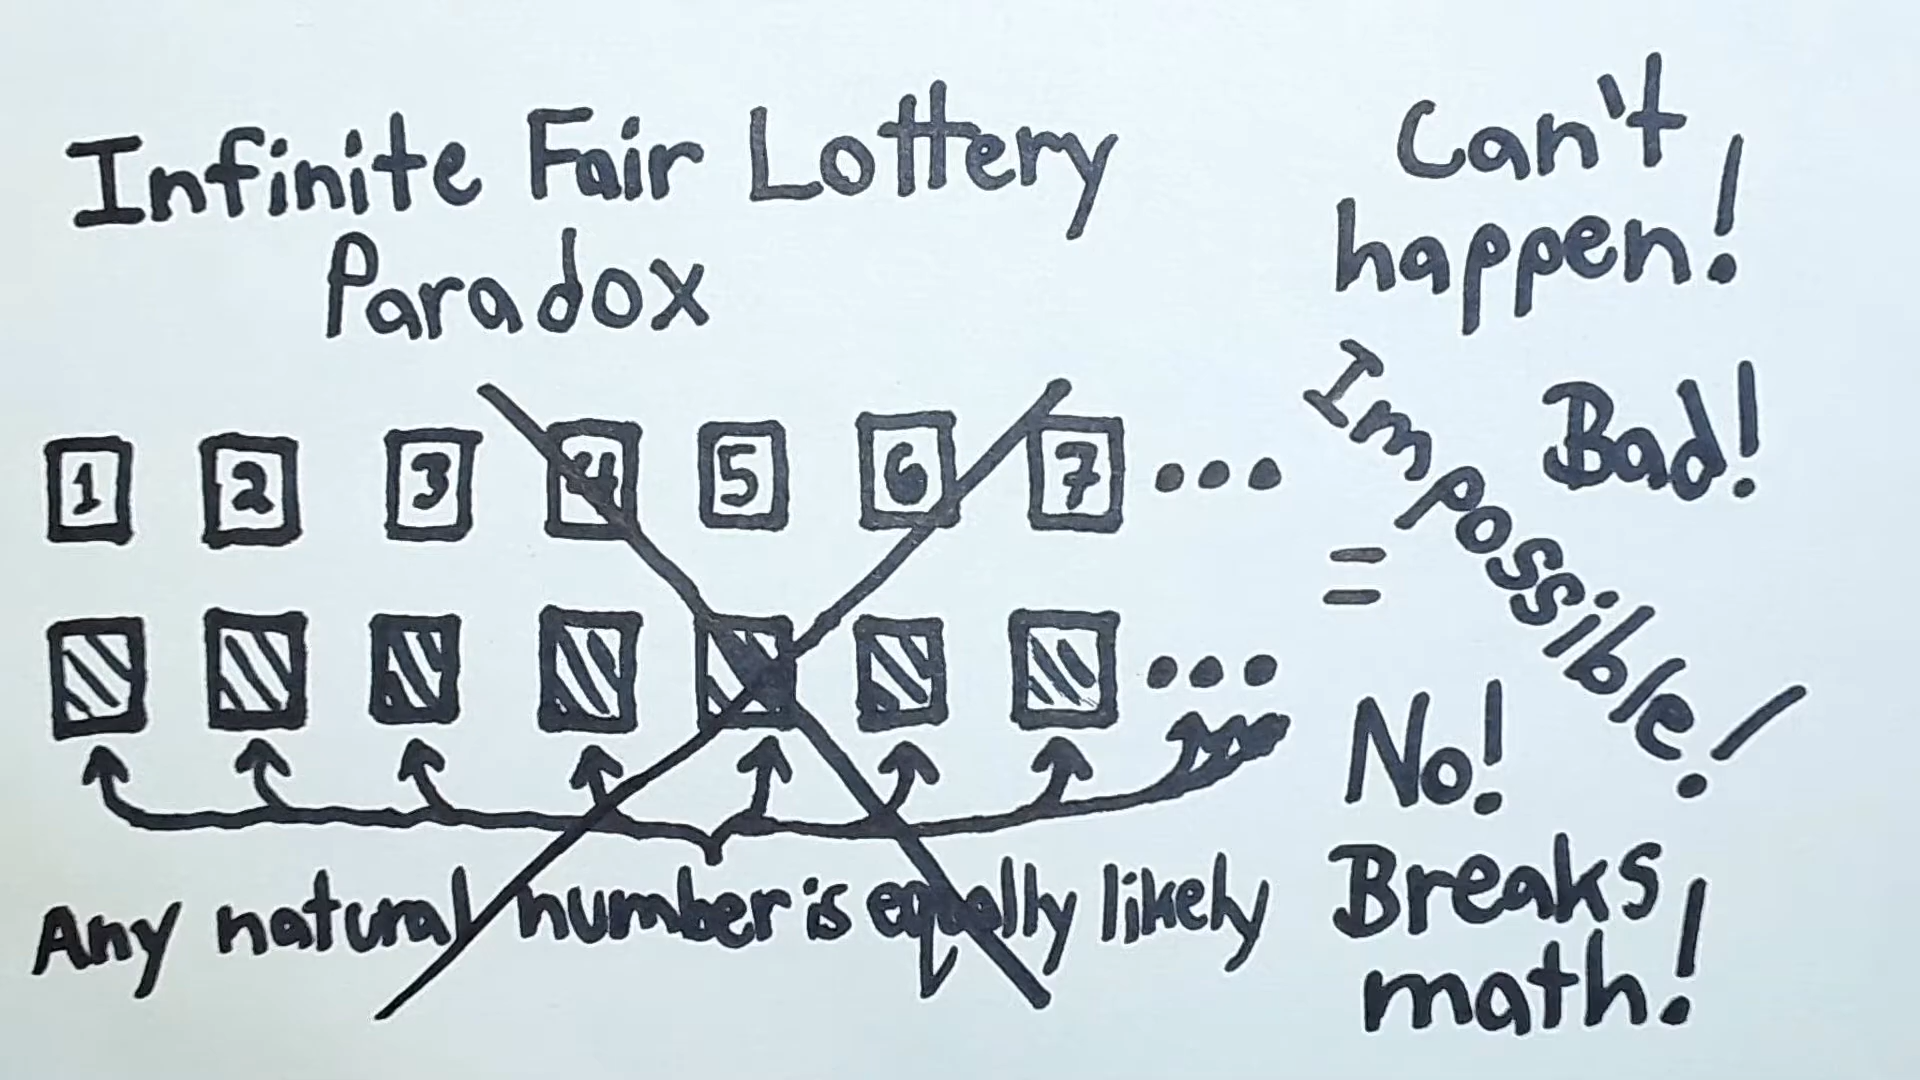 Infinite Fair Lottery
Paradox
1 2 3 4 5 6 7 ...
...
Any natural number is equally likely
=
Can't
happen!
Impossible!
Bad!
No!
Breaks
math!